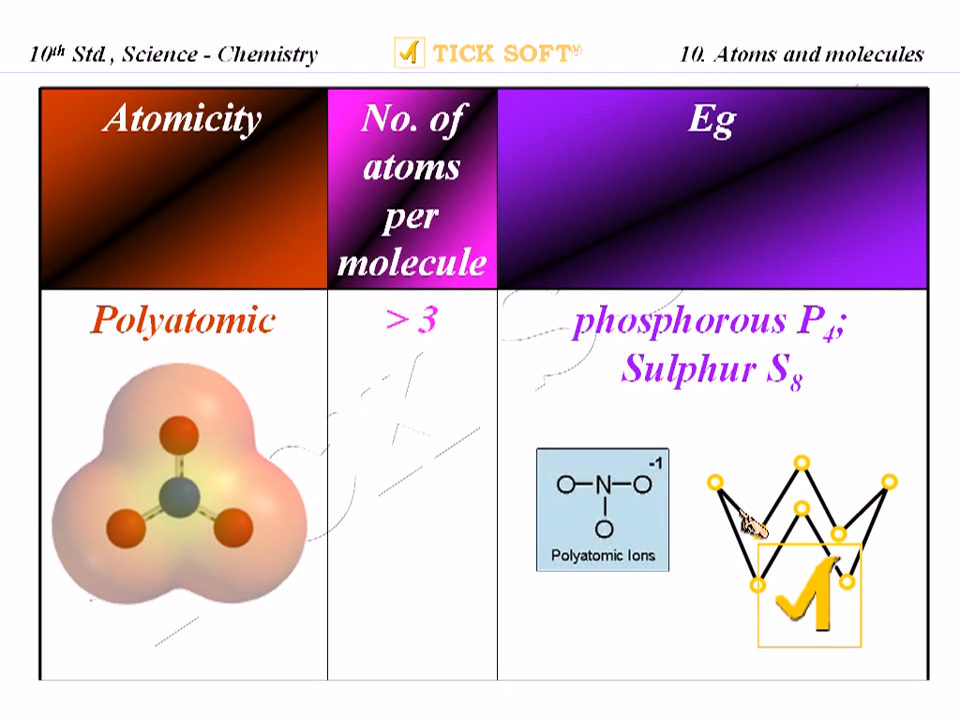 10th Std., Science - Chemistry TICK SOFT® 10. Atoms and molecules
Atomicity
No. of
atoms
per
molecule
Eg
Polyatomic
> 3
phosphorous P4;
Sulphur S8
O–N–O -1
O
Polyatomic Ions